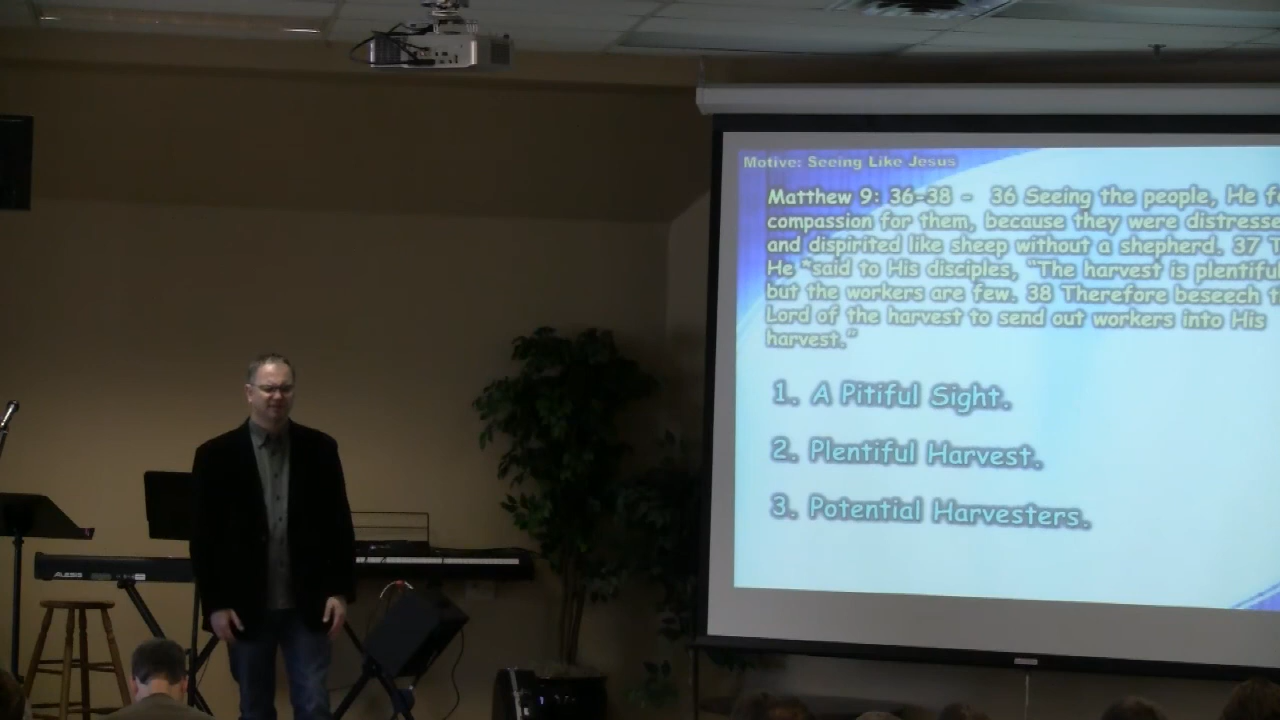 Motive: Seeing Like Jesus
Matthew 9: 36-38 - 36 Seeing the people, He
compassion for them, because they were distresse
and dispirited like sheep without a shepherd. 37
He *said to His disciples, "The harvest is plentiful
but the workers are few. 38 Therefore beseech
Lord of the harvest to send out workers into His
harvest."
1. A Pitiful Sight.
2. Plentiful Harvest.
3. Potential Harvesters.
ALESIS